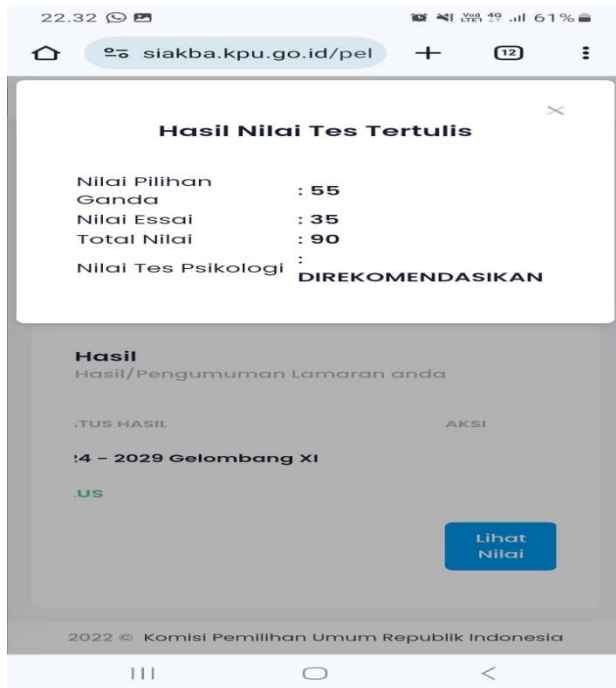 22.32 61%
siakba.kpu.go.id/pel 12
Hasil Nilai Tes Tertulis
Nilai Pilihan
Ganda : 55
Nilai Essai : 35
Total Nilai : 90
Nilai Tes Psikologi :
DIREKOMENDASIKAN
Hasil
Hasil/Pengumuman Lamaran anda
TUS HASIL AKSI
4 - 2029 Gelombang XI
US
Lihat
Nilai
2022 © Komisi Pemilihan Umum Republik Indonesia